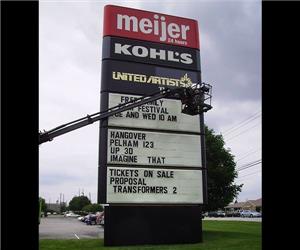 meijer
24 hours
KOHL'S
UNITED ARTISTS
FREE FAMILY
FESTIVAL
AND WED 10 AM
HANGOVER
PELHAM 123
UP 3D
IMAGINE THAT
TICKETS ON SALE
PROPOSAL
TRANSFORMERS 2